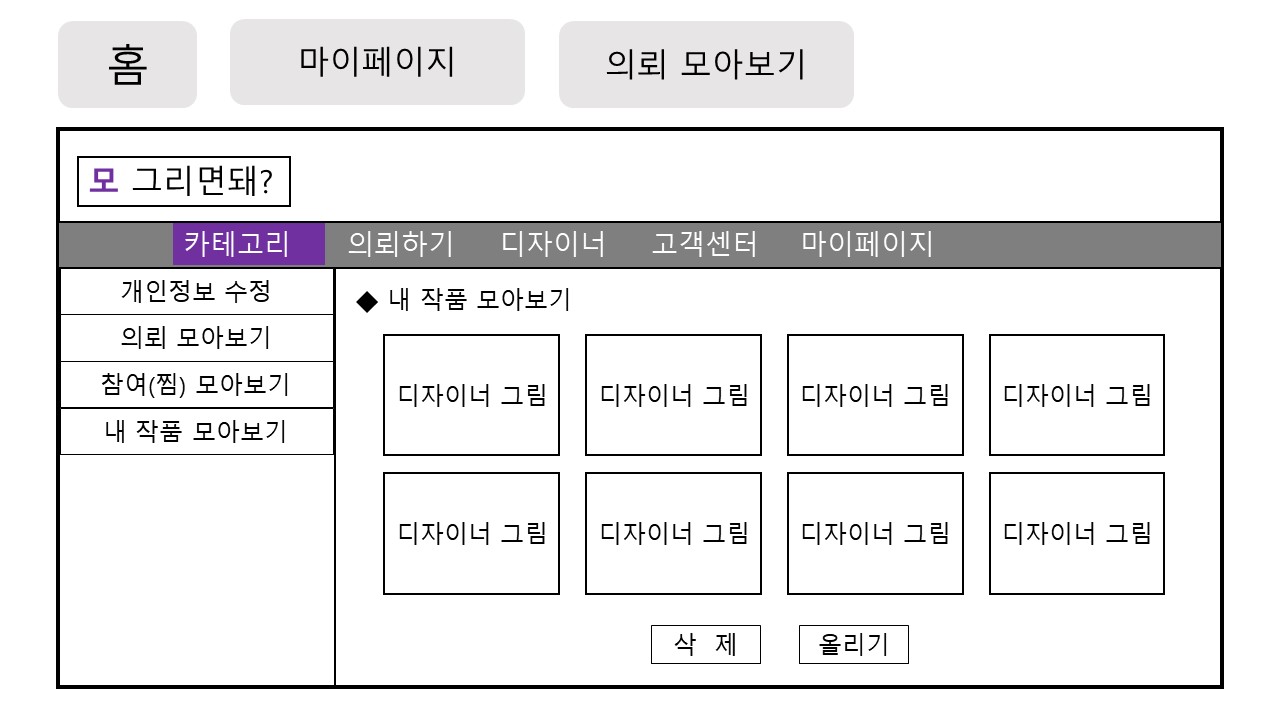 홈
마이페이지
의뢰 모아보기
모 그리면돼?
카테고리 의뢰하기 디자이너 고객센터 마이페이지
개인정보 수정
의뢰 모아보기
참여(찜) 모아보기
내 작품 모아보기
◆ 내 작품 모아보기
디자이너 그림 디자이너 그림 디자이너 그림 디자이너 그림
디자이너 그림 디자이너 그림 디자이너 그림 디자이너 그림
삭 제 올리기